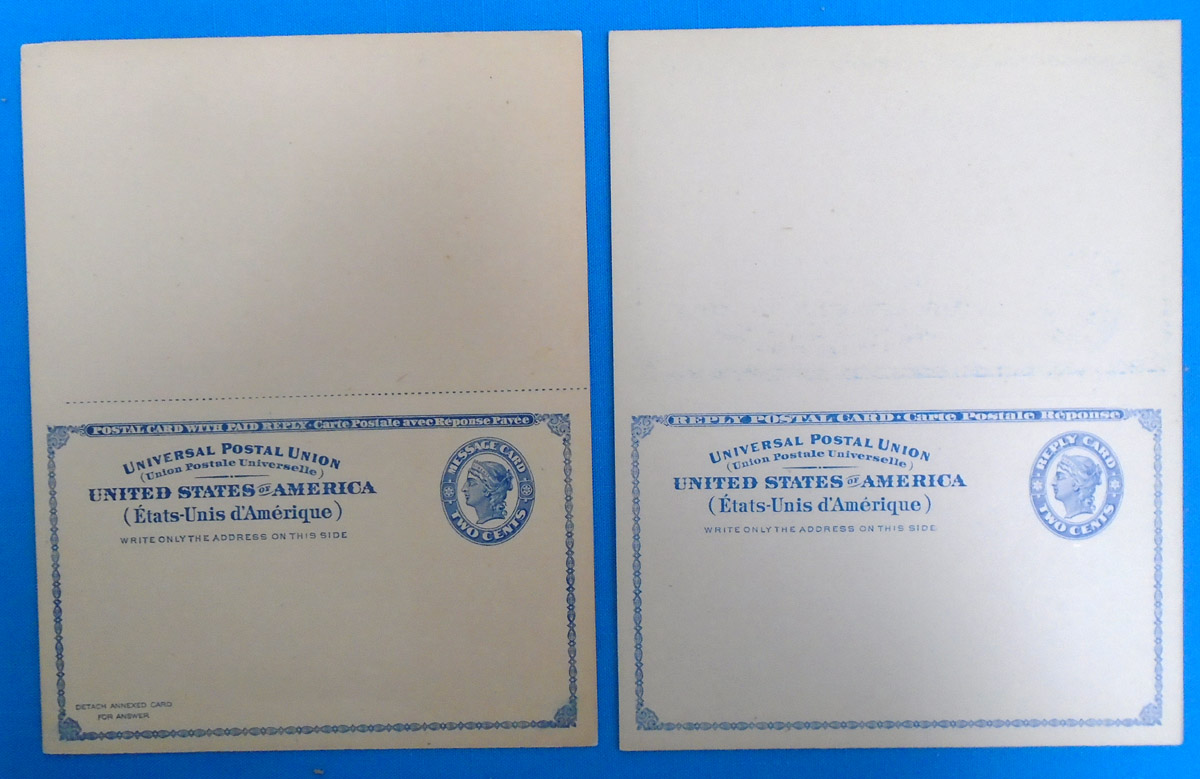 POSTAL CARD WITH PAID REPLY · Carte Postale avec Réponse Payée
UNIVERSAL POSTAL UNION
(Union Postale Universelle)
UNITED STATES OF AMERICA
(États-Unis d'Amérique)
WRITE ONLY THE ADDRESS ON THIS SIDE
MESSAGE CARD
TWO CENTS
DETACH ANNEXED CARD
FOR ANSWER
REPLY POSTAL CARD · Carte Postale Réponse
UNIVERSAL POSTAL UNION
(Union Postale Universelle)
UNITED STATES OF AMERICA
(États-Unis d'Amérique)
WRITE ONLY THE ADDRESS ON THIS SIDE
REPLY CARD
TWO CENTS